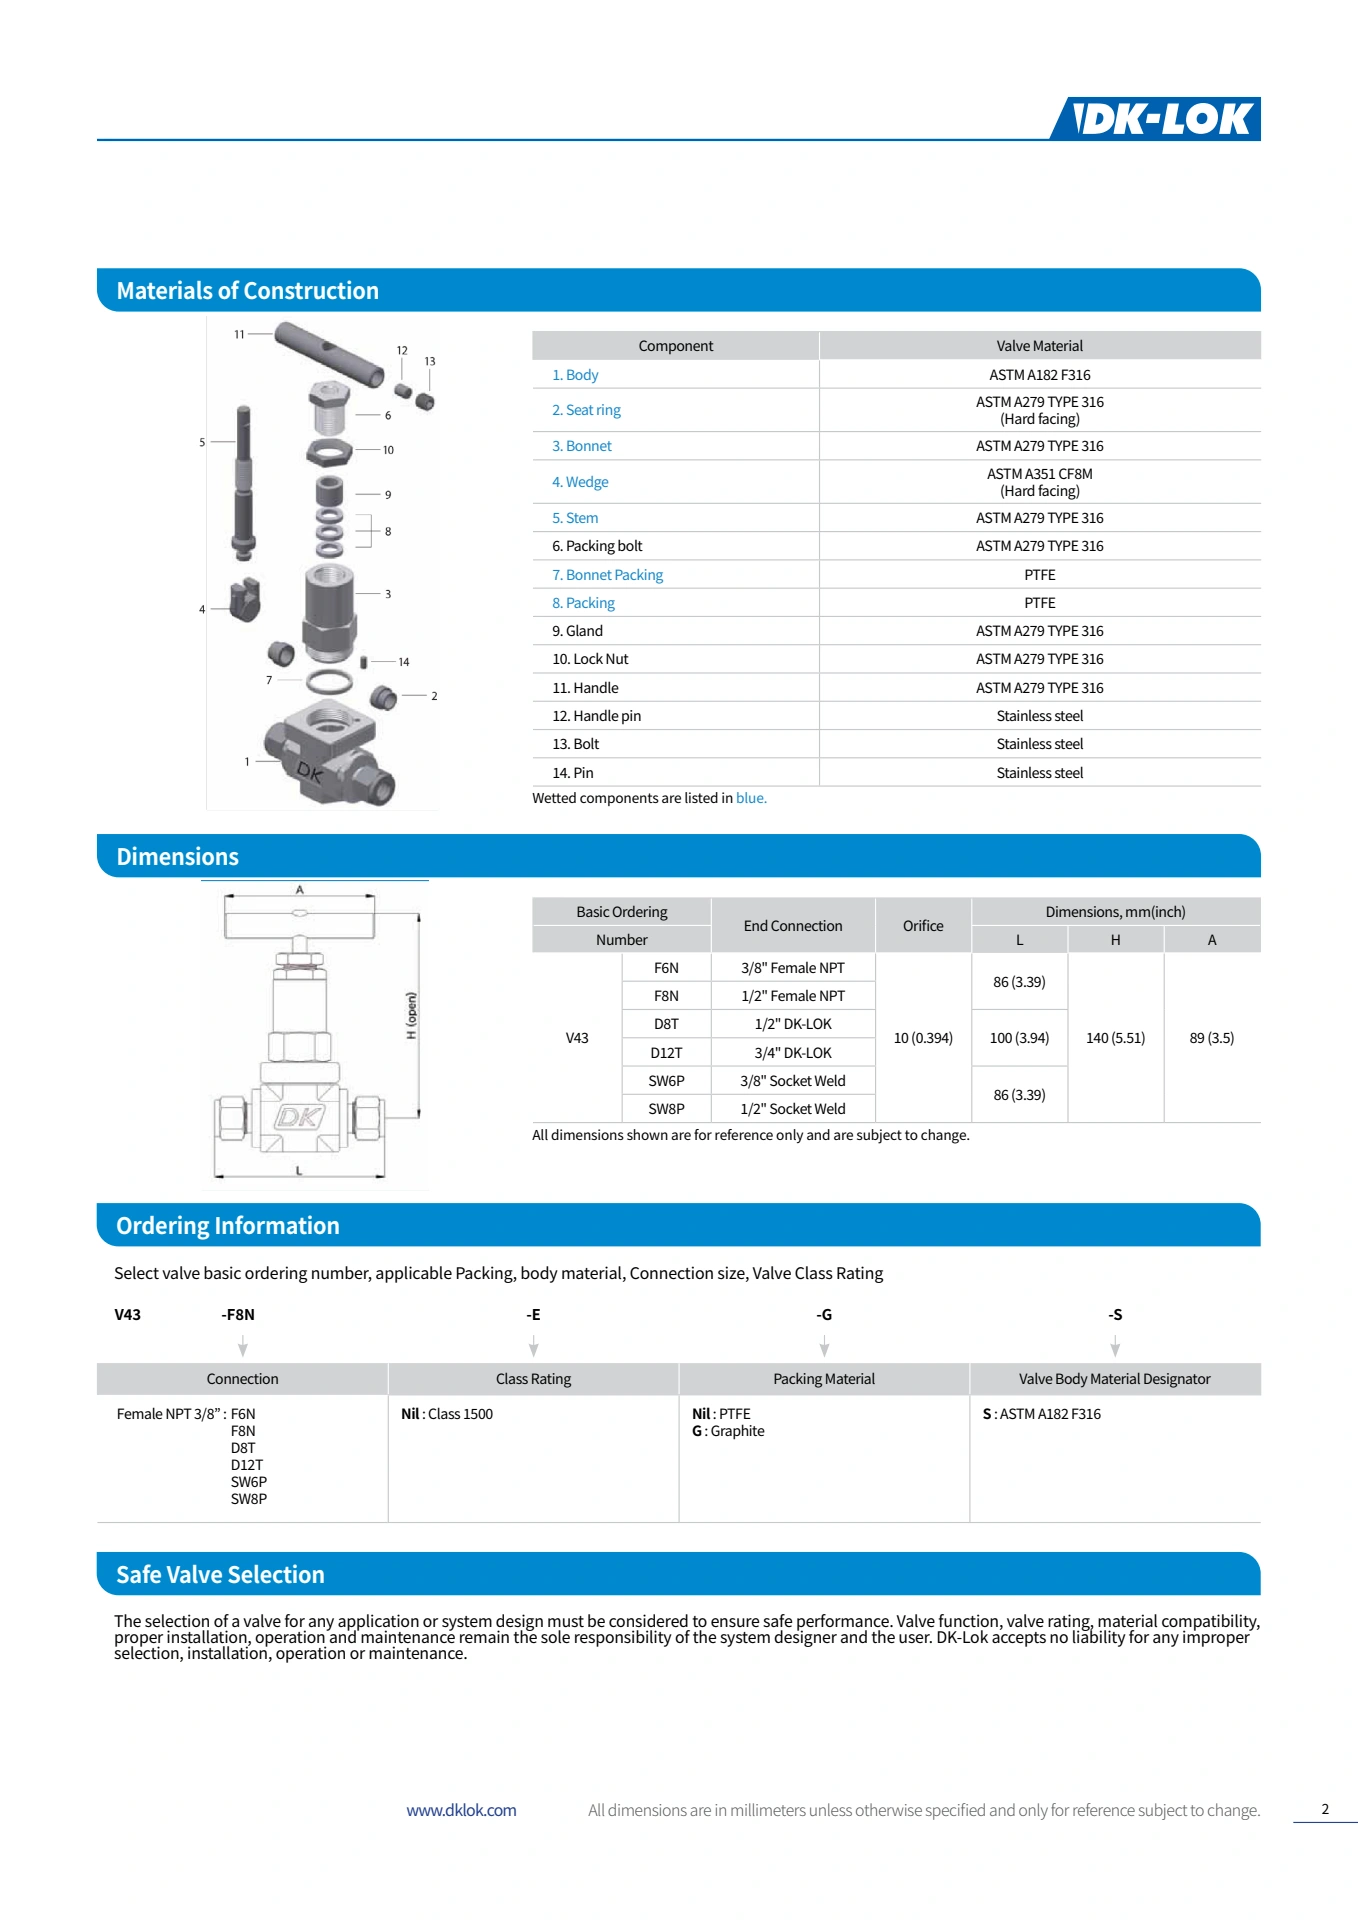 DK-LOK
Materials of Construction
11
12
13
6
5
10
9
8
3
4
14
7
2
1
DK
Component Valve Material
1. Body ASTM A182 F316
2. Seat ring ASTM A279 TYPE 316
(Hard facing)
3. Bonnet ASTM A279 TYPE 316
4. Wedge ASTM A351 CF8M
(Hard facing)
5. Stem ASTM A279 TYPE 316
6. Packing bolt ASTM A279 TYPE 316
7. Bonnet Packing PTFE
8. Packing PTFE
9. Gland ASTM A279 TYPE 316
10. Lock Nut ASTM A279 TYPE 316
11. Handle ASTM A279 TYPE 316
12. Handle pin Stainless steel
13. Bolt Stainless steel
14. Pin Stainless steel
Wetted components are listed in blue.
Dimensions
A
H (open)
DK
L
Basic Ordering Number End Connection Orifice Dimensions, mm(inch)
L H A
V43 F6N 3/8" Female NPT 10 (0.394) 86 (3.39) 140 (5.51) 89 (3.5)
F8N 1/2" Female NPT
D8T 1/2" DK-LOK 100 (3.94)
D12T 3/4" DK-LOK
SW6P 3/8" Socket Weld 86 (3.39)
SW8P 1/2" Socket Weld
All dimensions shown are for reference only and are subject to change.
Ordering Information
Select valve basic ordering number, applicable Packing, body material, Connection size, Valve Class Rating
V43 -F8N -E -G -S
Connection Class Rating Packing Material Valve Body Material Designator
Female NPT 3/8” : F6N Nil : Class 1500 Nil : PTFE S : ASTM A182 F316
F8N G : Graphite
D8T
D12T
SW6P
SW8P
Safe Valve Selection
The selection of a valve for any application or system design must be considered to ensure safe performance. Valve function, valve rating, material compatibility,
proper installation, operation and maintenance remain the sole responsibility of the system designer and the user. DK-Lok accepts no liability for any improper
selection, installation, operation or maintenance.
www.dklok.com All dimensions are in millimeters unless otherwise specified and only for reference subject to change. 2